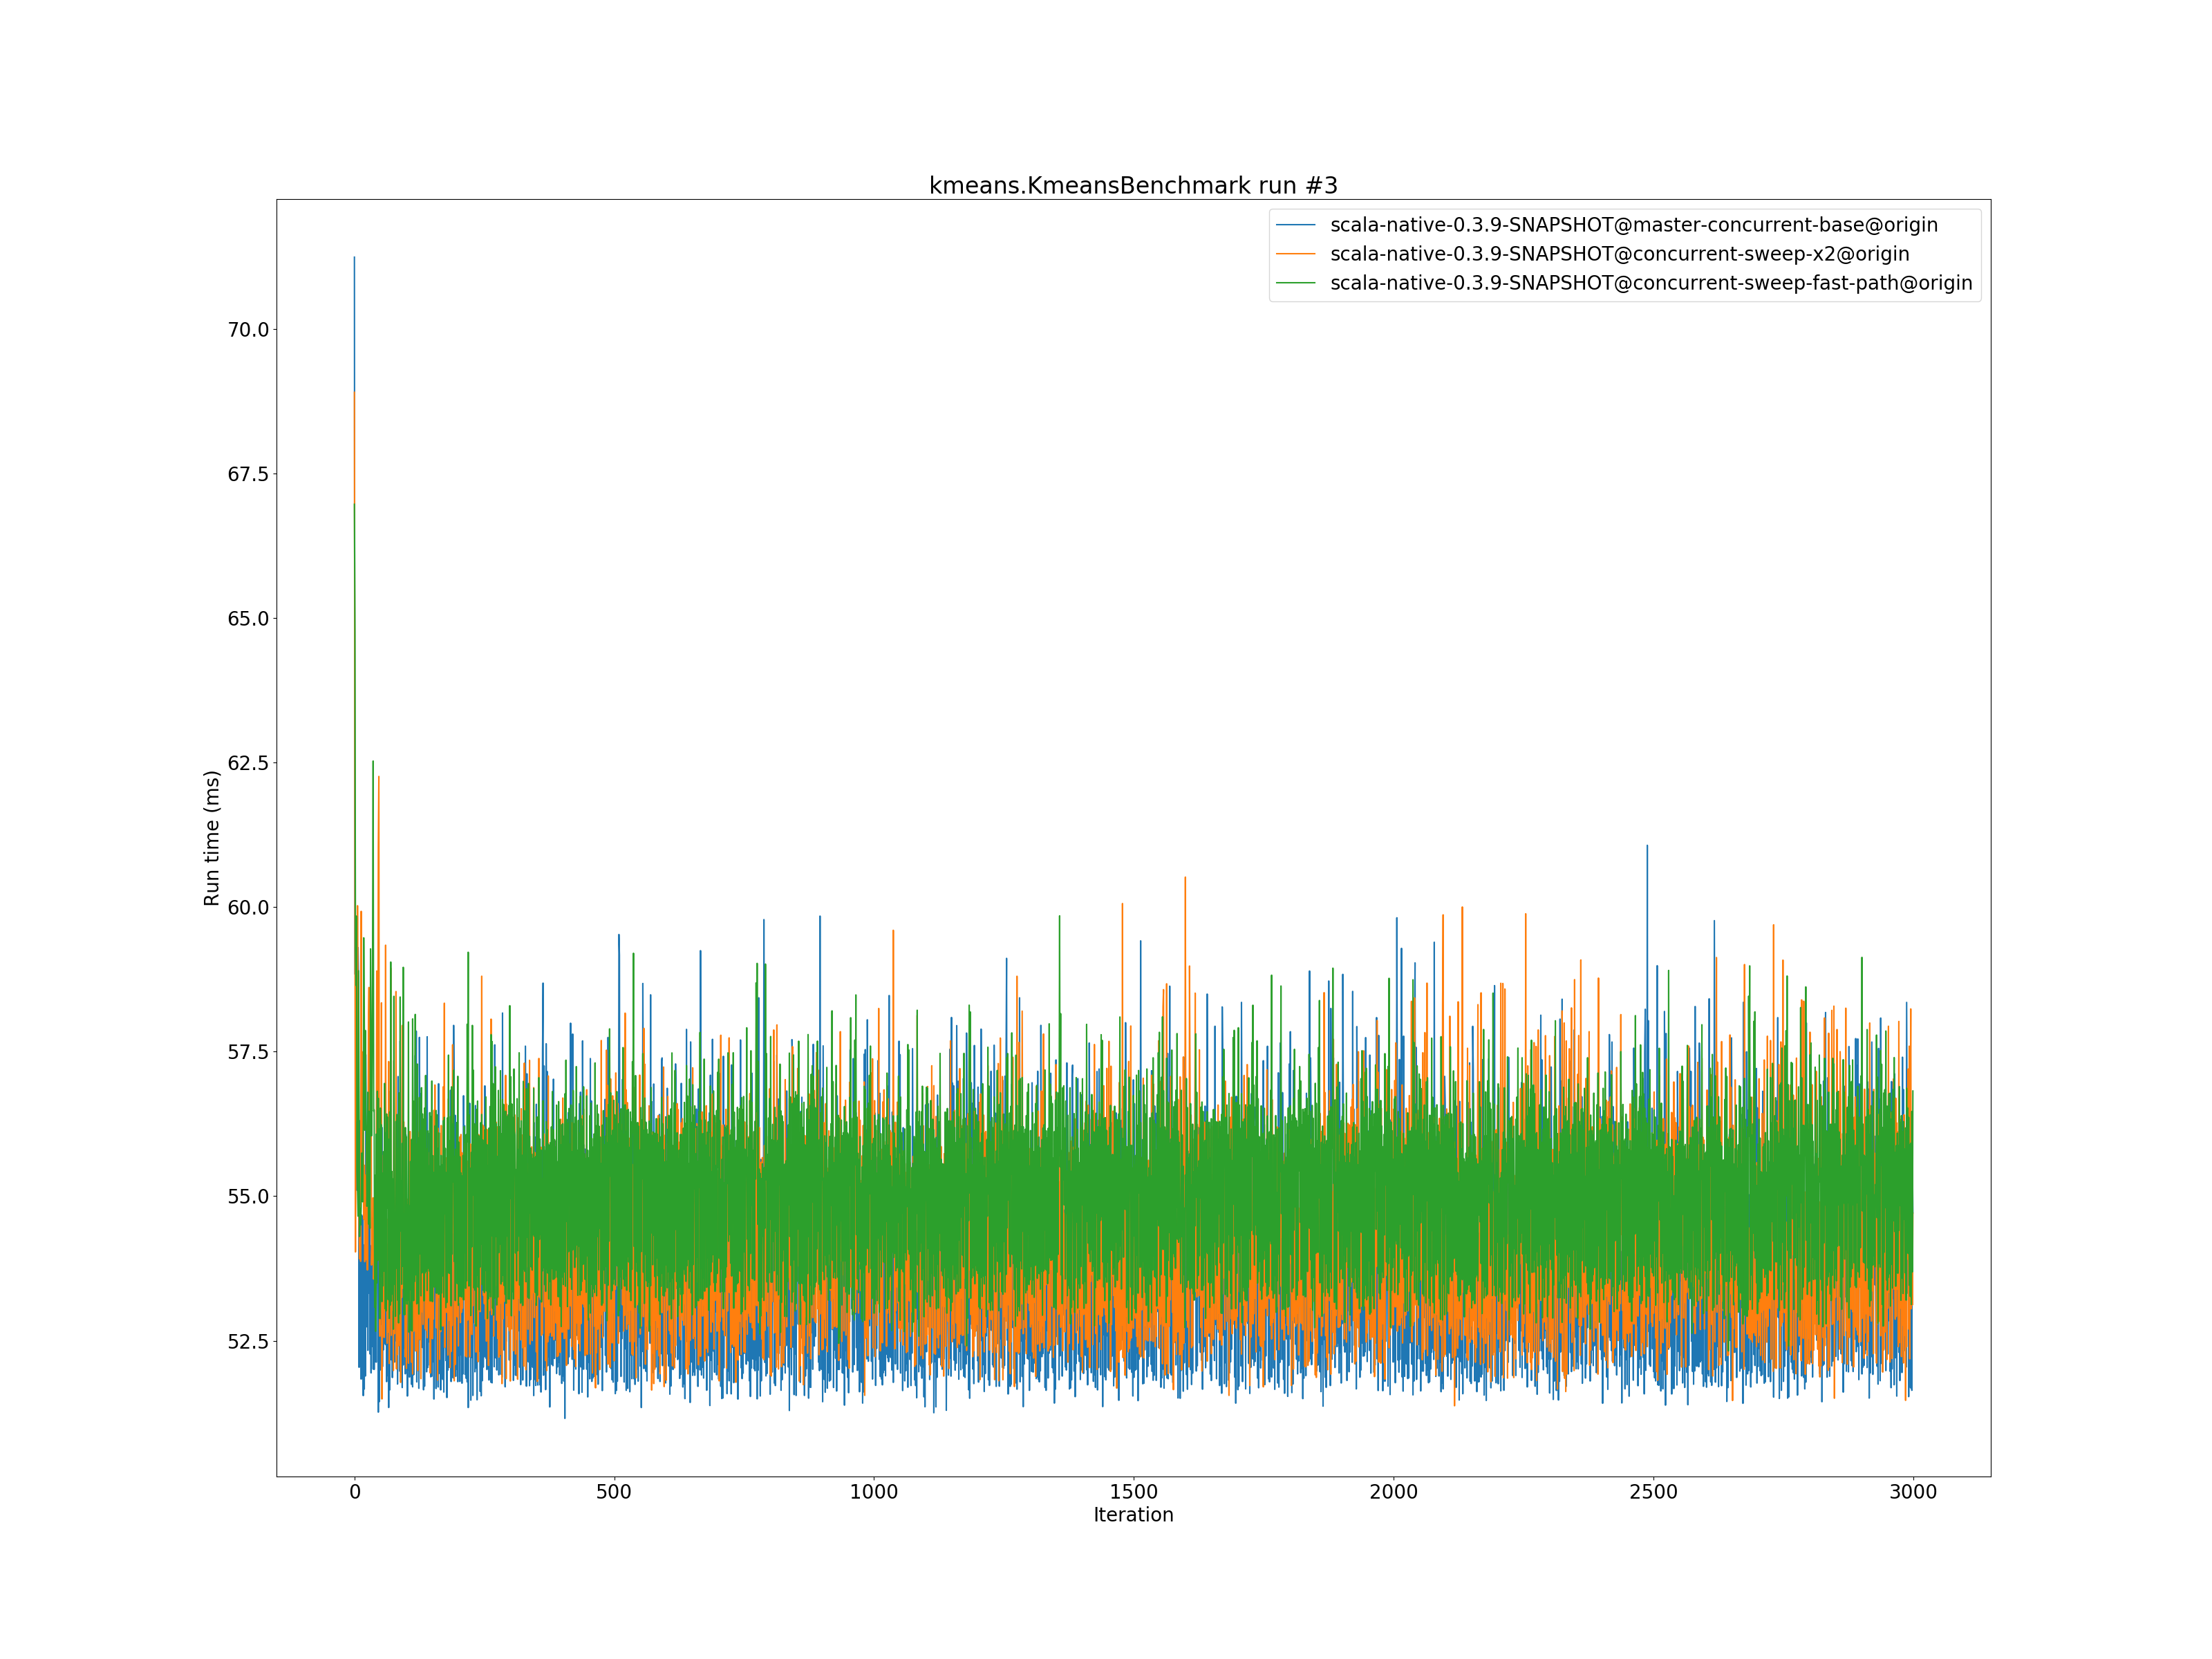 kmeans.KmeansBenchmark run #3
scala-native-0.3.9-SNAPSHOT@master-concurrent-base@origin
scala-native-0.3.9-SNAPSHOT@concurrent-sweep-x2@origin
scala-native-0.3.9-SNAPSHOT@concurrent-sweep-fast-path@origin
70.0
67.5
65.0
62.5
60.0
57.5
55.0
52.5
Run time (ms)
0 500 1000 1500 2000 2500 3000
Iteration